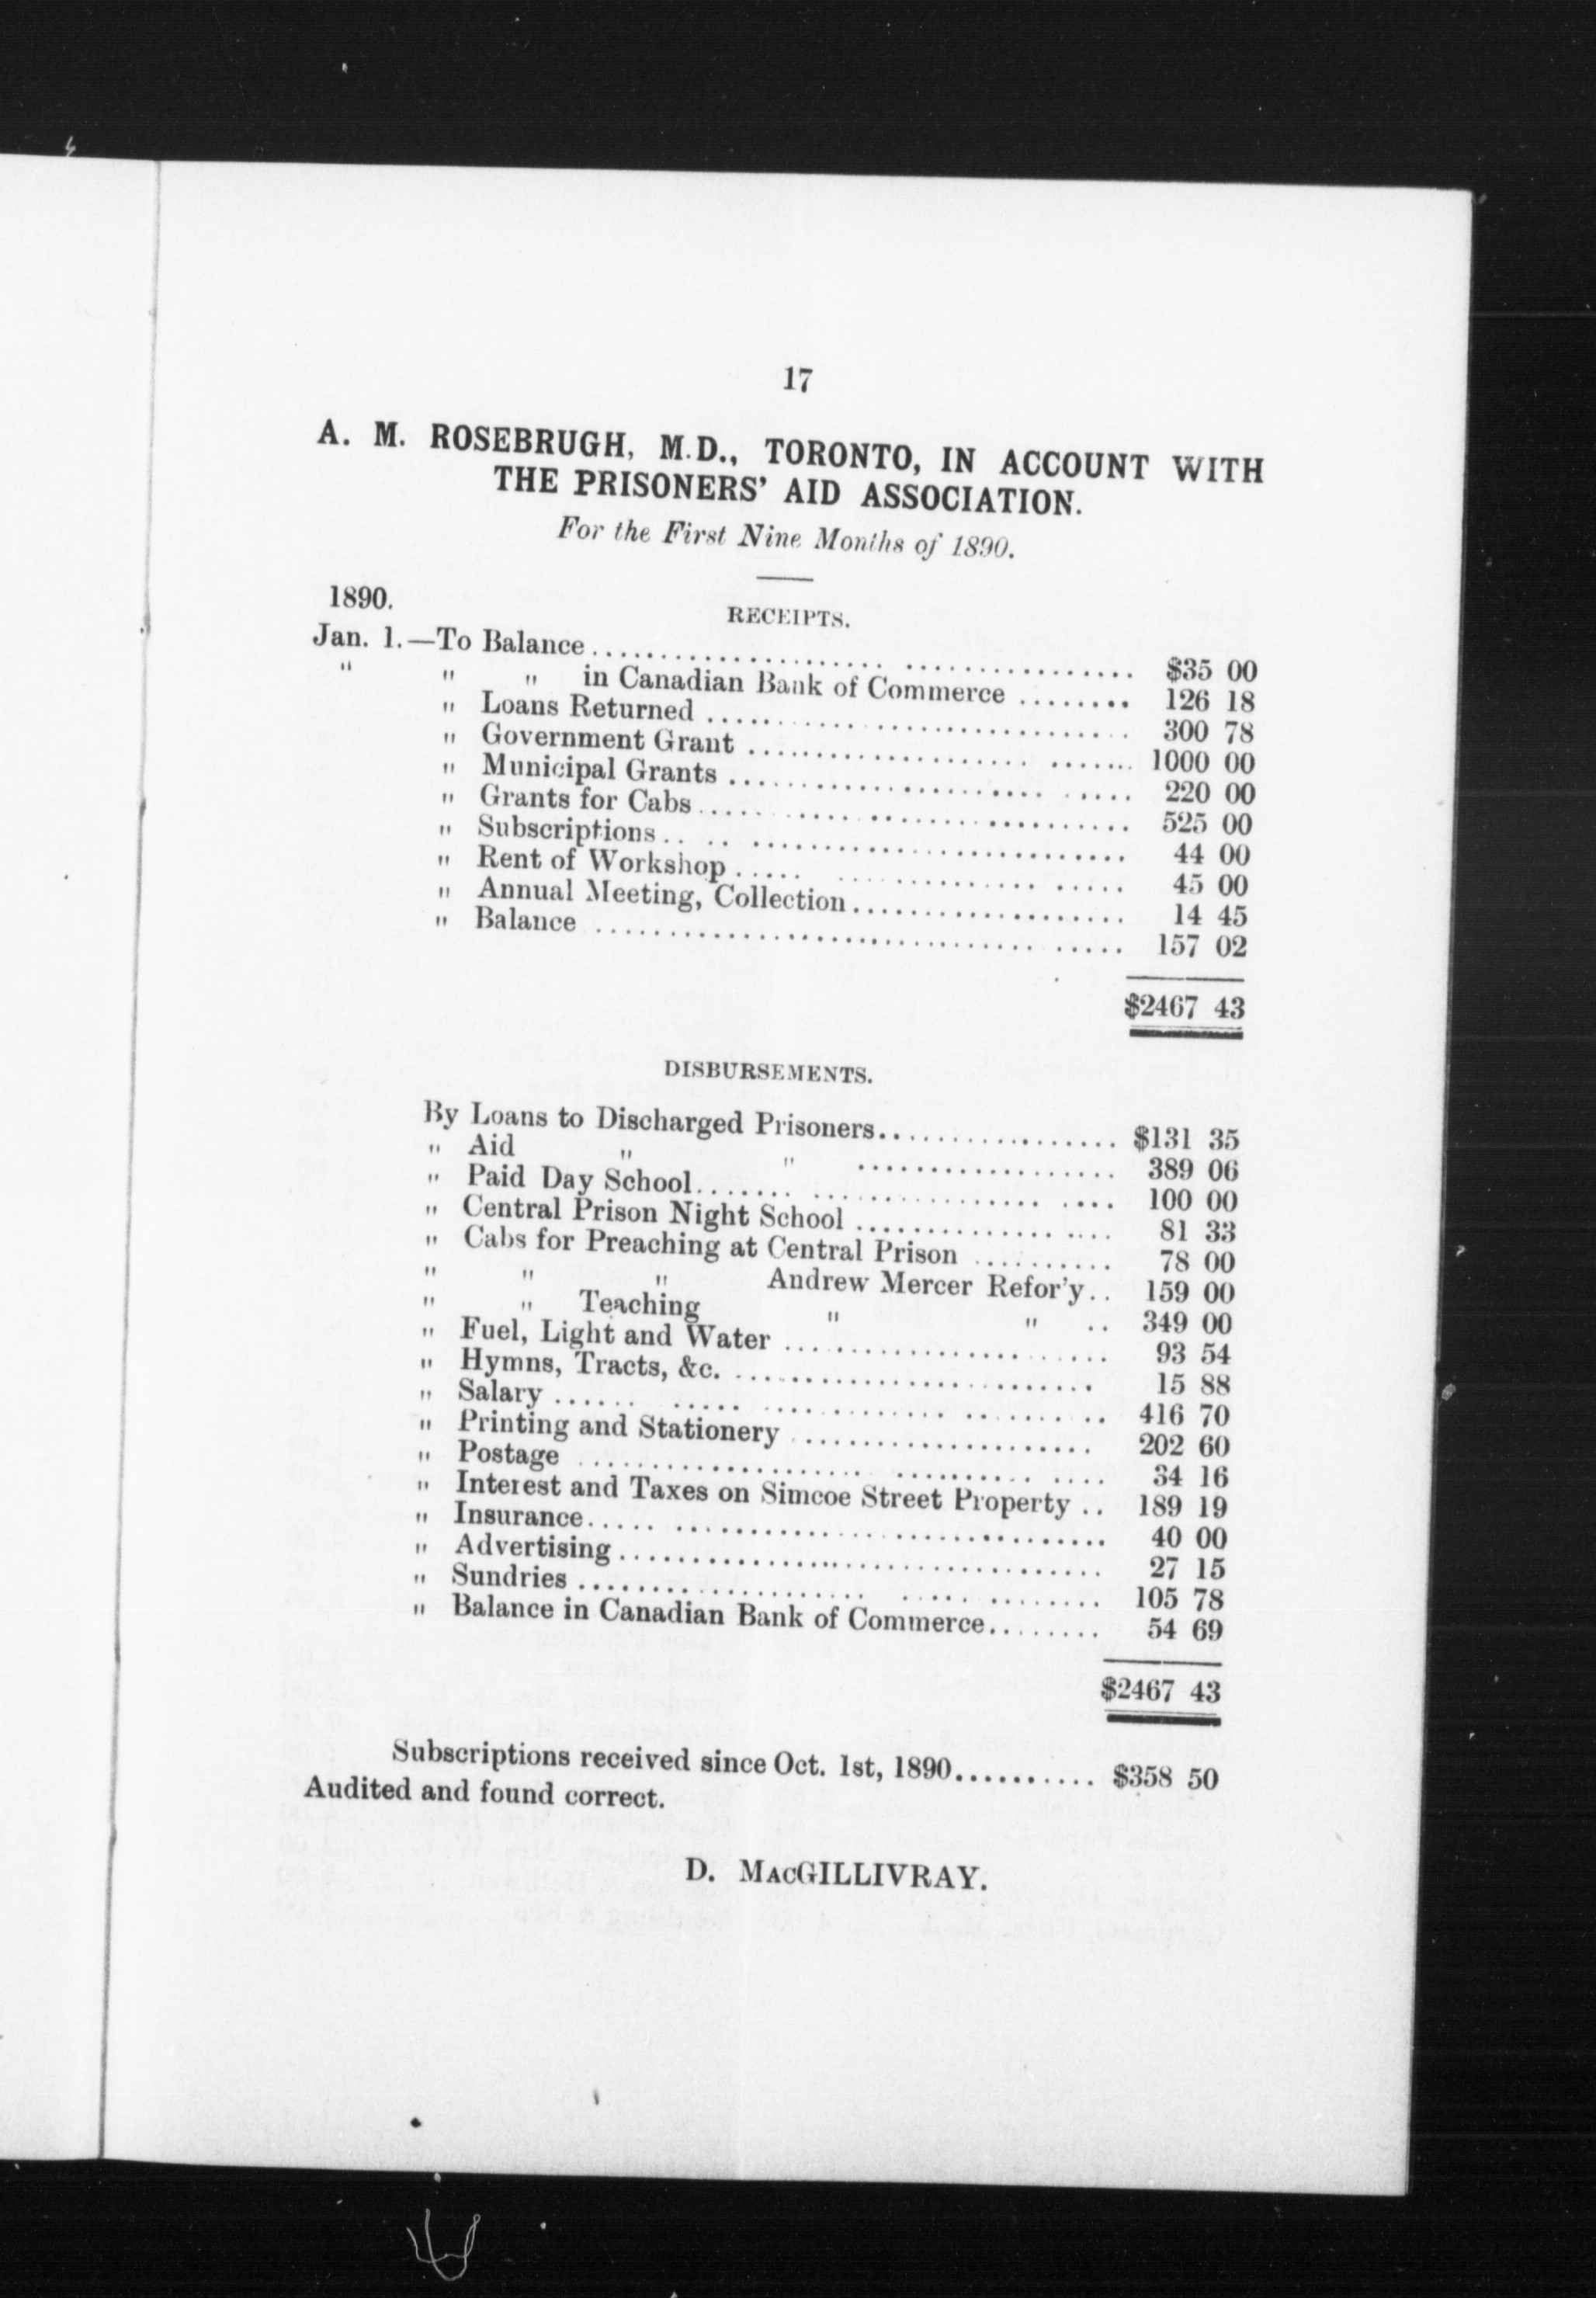 17
A. M. ROSEBRUGH, M.D., TORONTO, IN ACCOUNT WITH
THE PRISONERS' AID ASSOCIATION.
For the First Nine Months of 1890.
1890.
RECEIPTS.
Jan. 1.—To Balance ........ $35 00
" " " in Canadian Bank of Commerce ........ 126 18
" Loans Returned ........ 300 78
" Government Grant ........ 1000 00
" Municipal Grants ........ 220 00
" Grants for Cabs ........ 525 00
" Subscriptions ........ 44 00
" Rent of Workshop ........ 45 00
" Annual Meeting, Collection ........ 14 45
" Balance ........ 157 02
$2467 43
DISBURSEMENTS.
By Loans to Discharged Prisoners ........ $131 35
" Aid " " ........ 389 06
" Paid Day School ........ 100 00
" Central Prison Night School ........ 81 33
" Cabs for Preaching at Central Prison ........ 78 00
" " " Andrew Mercer Refor'y .. 159 00
" " Teaching " " .. 349 00
" Fuel, Light and Water ........ 93 54
" Hymns, Tracts, &c. ........ 15 88
" Salary ........ 416 70
" Printing and Stationery ........ 202 60
" Postage ........ 34 16
" Interest and Taxes on Simcoe Street Property .. 189 19
" Insurance ........ 40 00
" Advertising ........ 27 15
" Sundries ........ 105 78
" Balance in Canadian Bank of Commerce ........ 54 69
$2467 43
Subscriptions received since Oct. 1st, 1890 .......... $358 50
Audited and found correct.
D. MACGILLIVRAY.